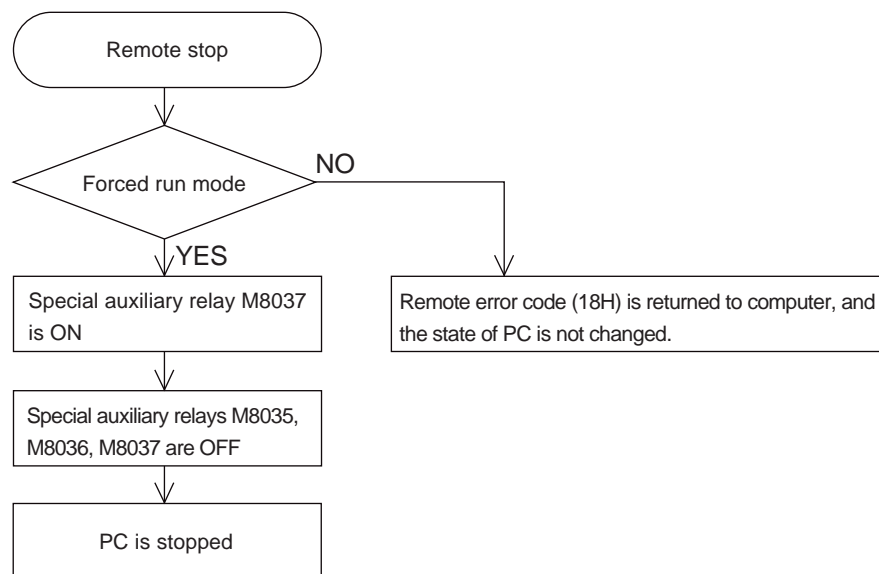 Remote stop
Forced run mode
NO
YES
Special auxiliary relay M8037
is ON
Remote error code (18H) is returned to computer, and
the state of PC is not changed.
Special auxiliary relays M8035,
M8036, M8037 are OFF
PC is stopped